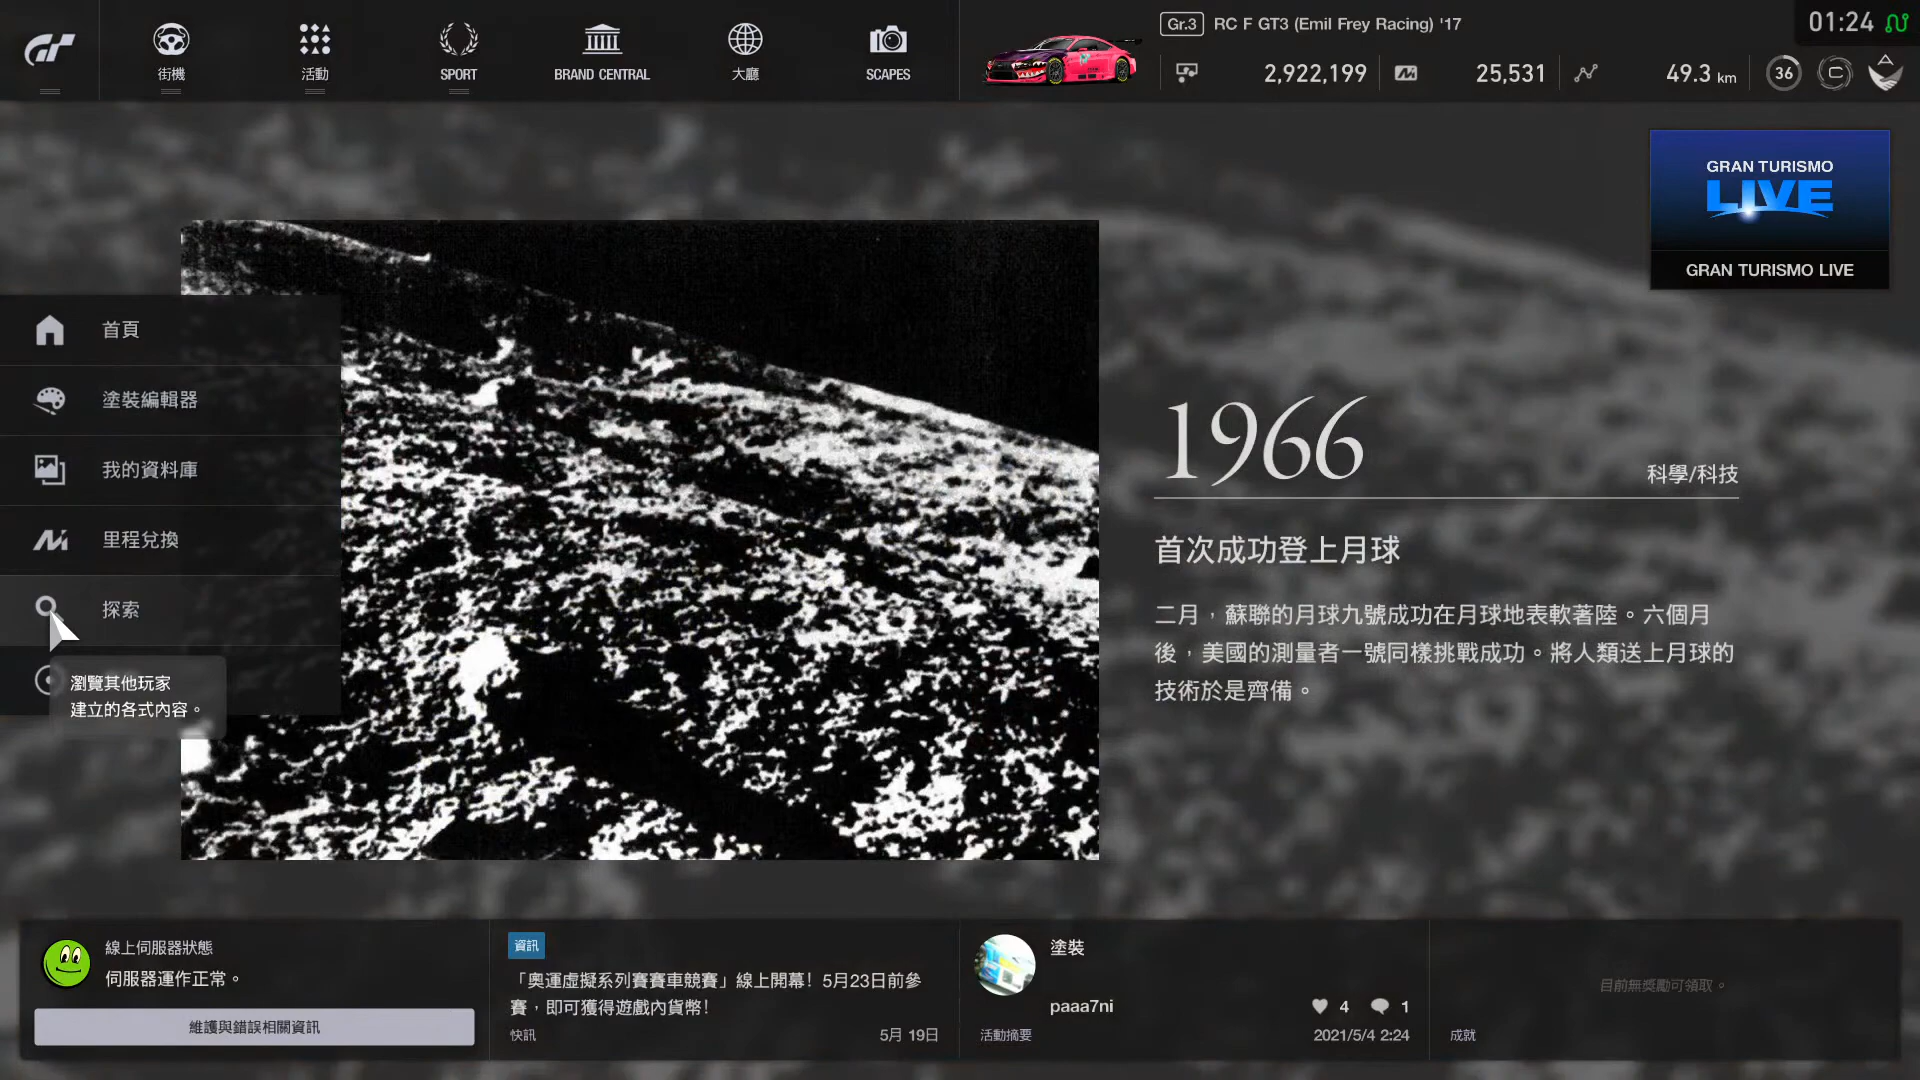 街機
活動
SPORT
BRAND CENTRAL
大廳
SCAPES
Gr.3 RC F GT3 (Emil Frey Racing) '17
01:24
2,922,199
25,531
49.3 km
36
GRAN TURISMO
LIVE
GRAN TURISMO LIVE
首頁
塗裝編輯器
我的資料庫
里程兌換
探索
瀏覽其他玩家
建立的各式內容。
1966
科學/科技
首次成功登上月球
二月，蘇聯的月球九號成功在月球地表軟著陸。六個月
後，美國的測量者一號同樣挑戰成功。將人類送上月球的
技術於是齊備。
線上伺服器狀態
伺服器運作正常。
維護與錯誤相關資訊
資訊
「奧運虛擬系列賽賽車競賽」線上開幕！5月23日前參
賽，即可獲得遊戲內貨幣！
快訊
5月 19日
塗裝
paaa7ni
4
1
活動摘要
2021/5/4 2:24
目前無獎勵可領取。
成就